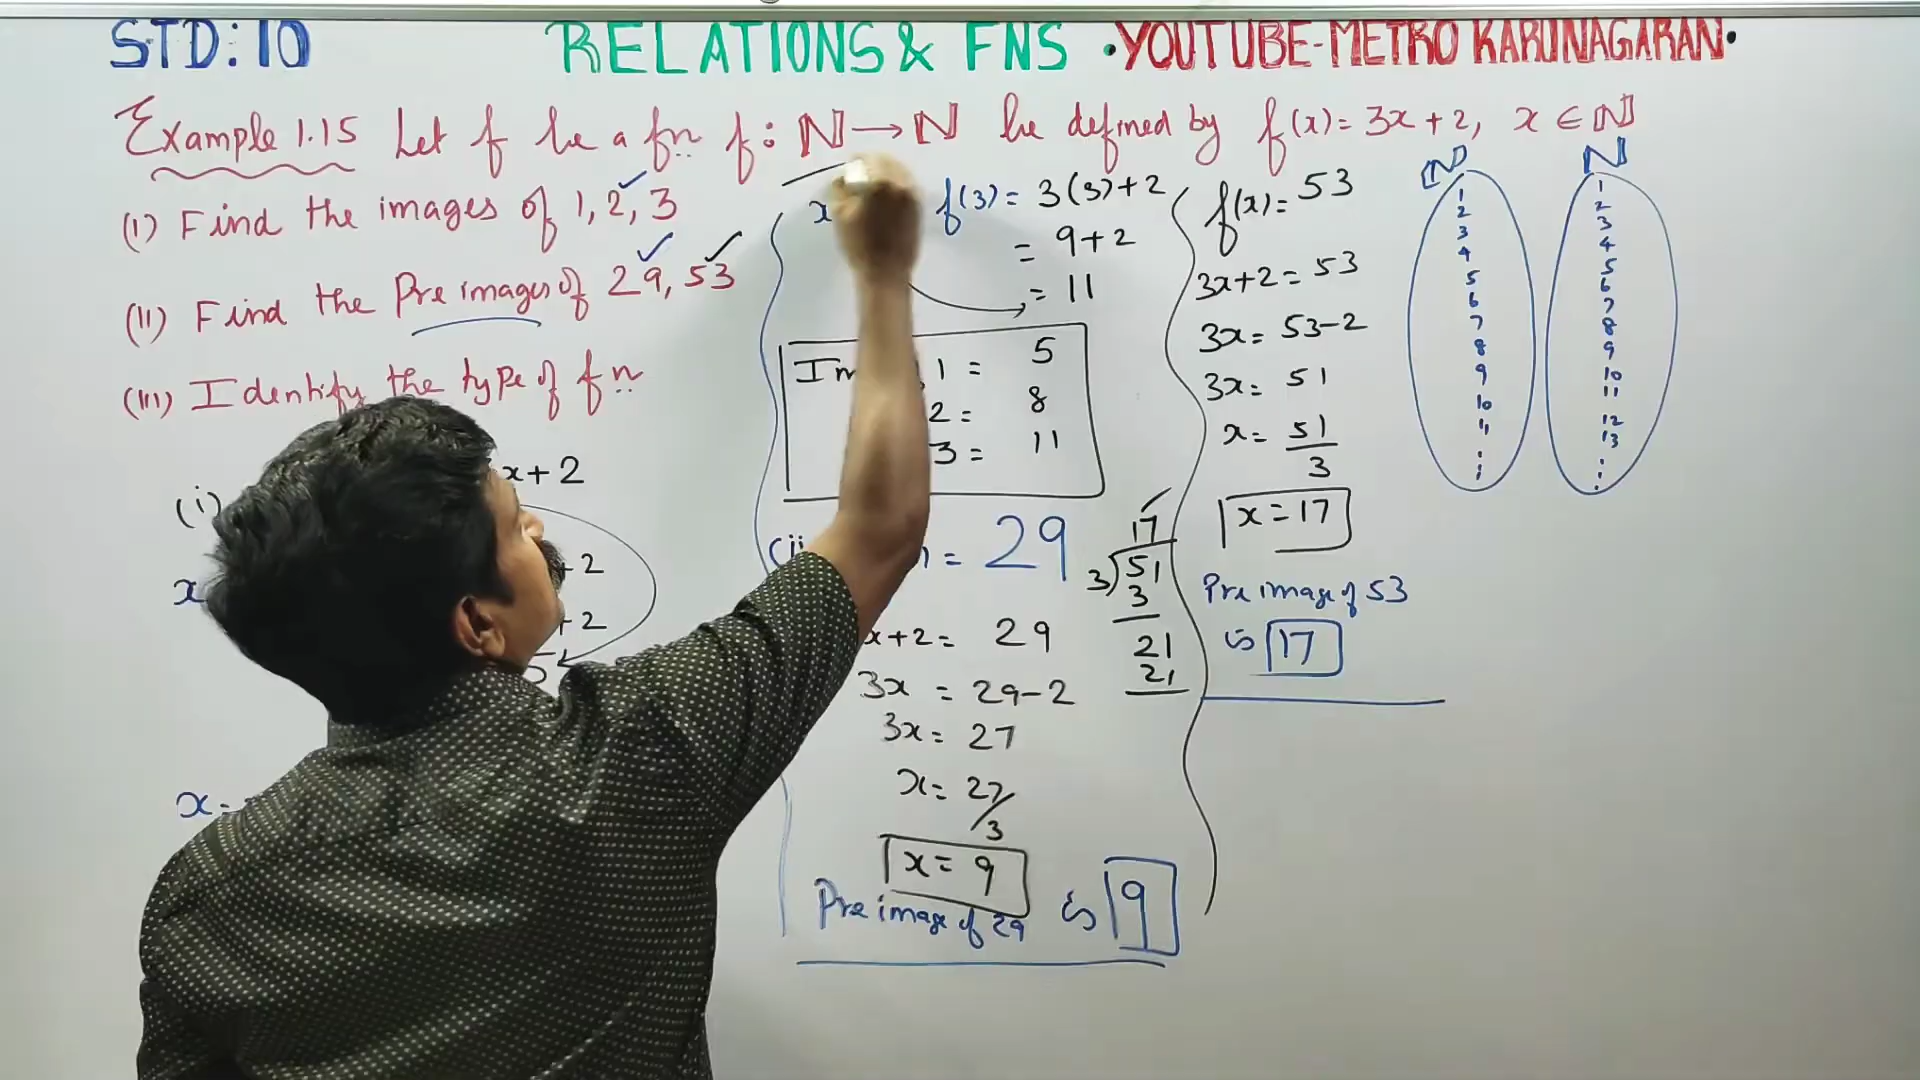 STD: 10 RELATIONS & FNS • YOUTUBE-METRO KARUNAGARAN •
Example 1.15 Let f be a fn f: ℕ → ℕ be defined by f(x) = 3x + 2, x ∈ ℕ
(i) Find the images of 1, 2, 3
(ii) Find the Pre images of 29, 53
(iii) Identify the type of fn
(i)
x+2
x
+2
+2
5
x=
x
f(3) = 3(3)+2
= 9+2
= 11
1 = 5
2 = 8
3 = 11
(ii
= 29
x+2 = 29
3x = 29-2
3x = 27
x = 27/3
x = 9
Pre image of 29 is 9
17
3)51
3
21
21
f(x) = 53
3x+2 = 53
3x = 53-2
3x = 51
x = 51/3
x = 17
Pre image of 53
is 17
ℕ
1
2
3
4
5
6
7
8
9
10
11
⋮
ℕ
1
2
3
4
5
6
7
8
9
10
11
12
13
⋮